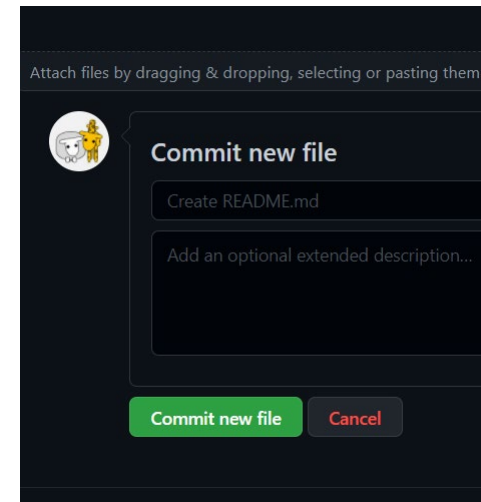 Attach files by dragging & dropping, selecting or pasting them
Commit new file
Create README.md
Add an optional extended description...
Commit new file
Cancel